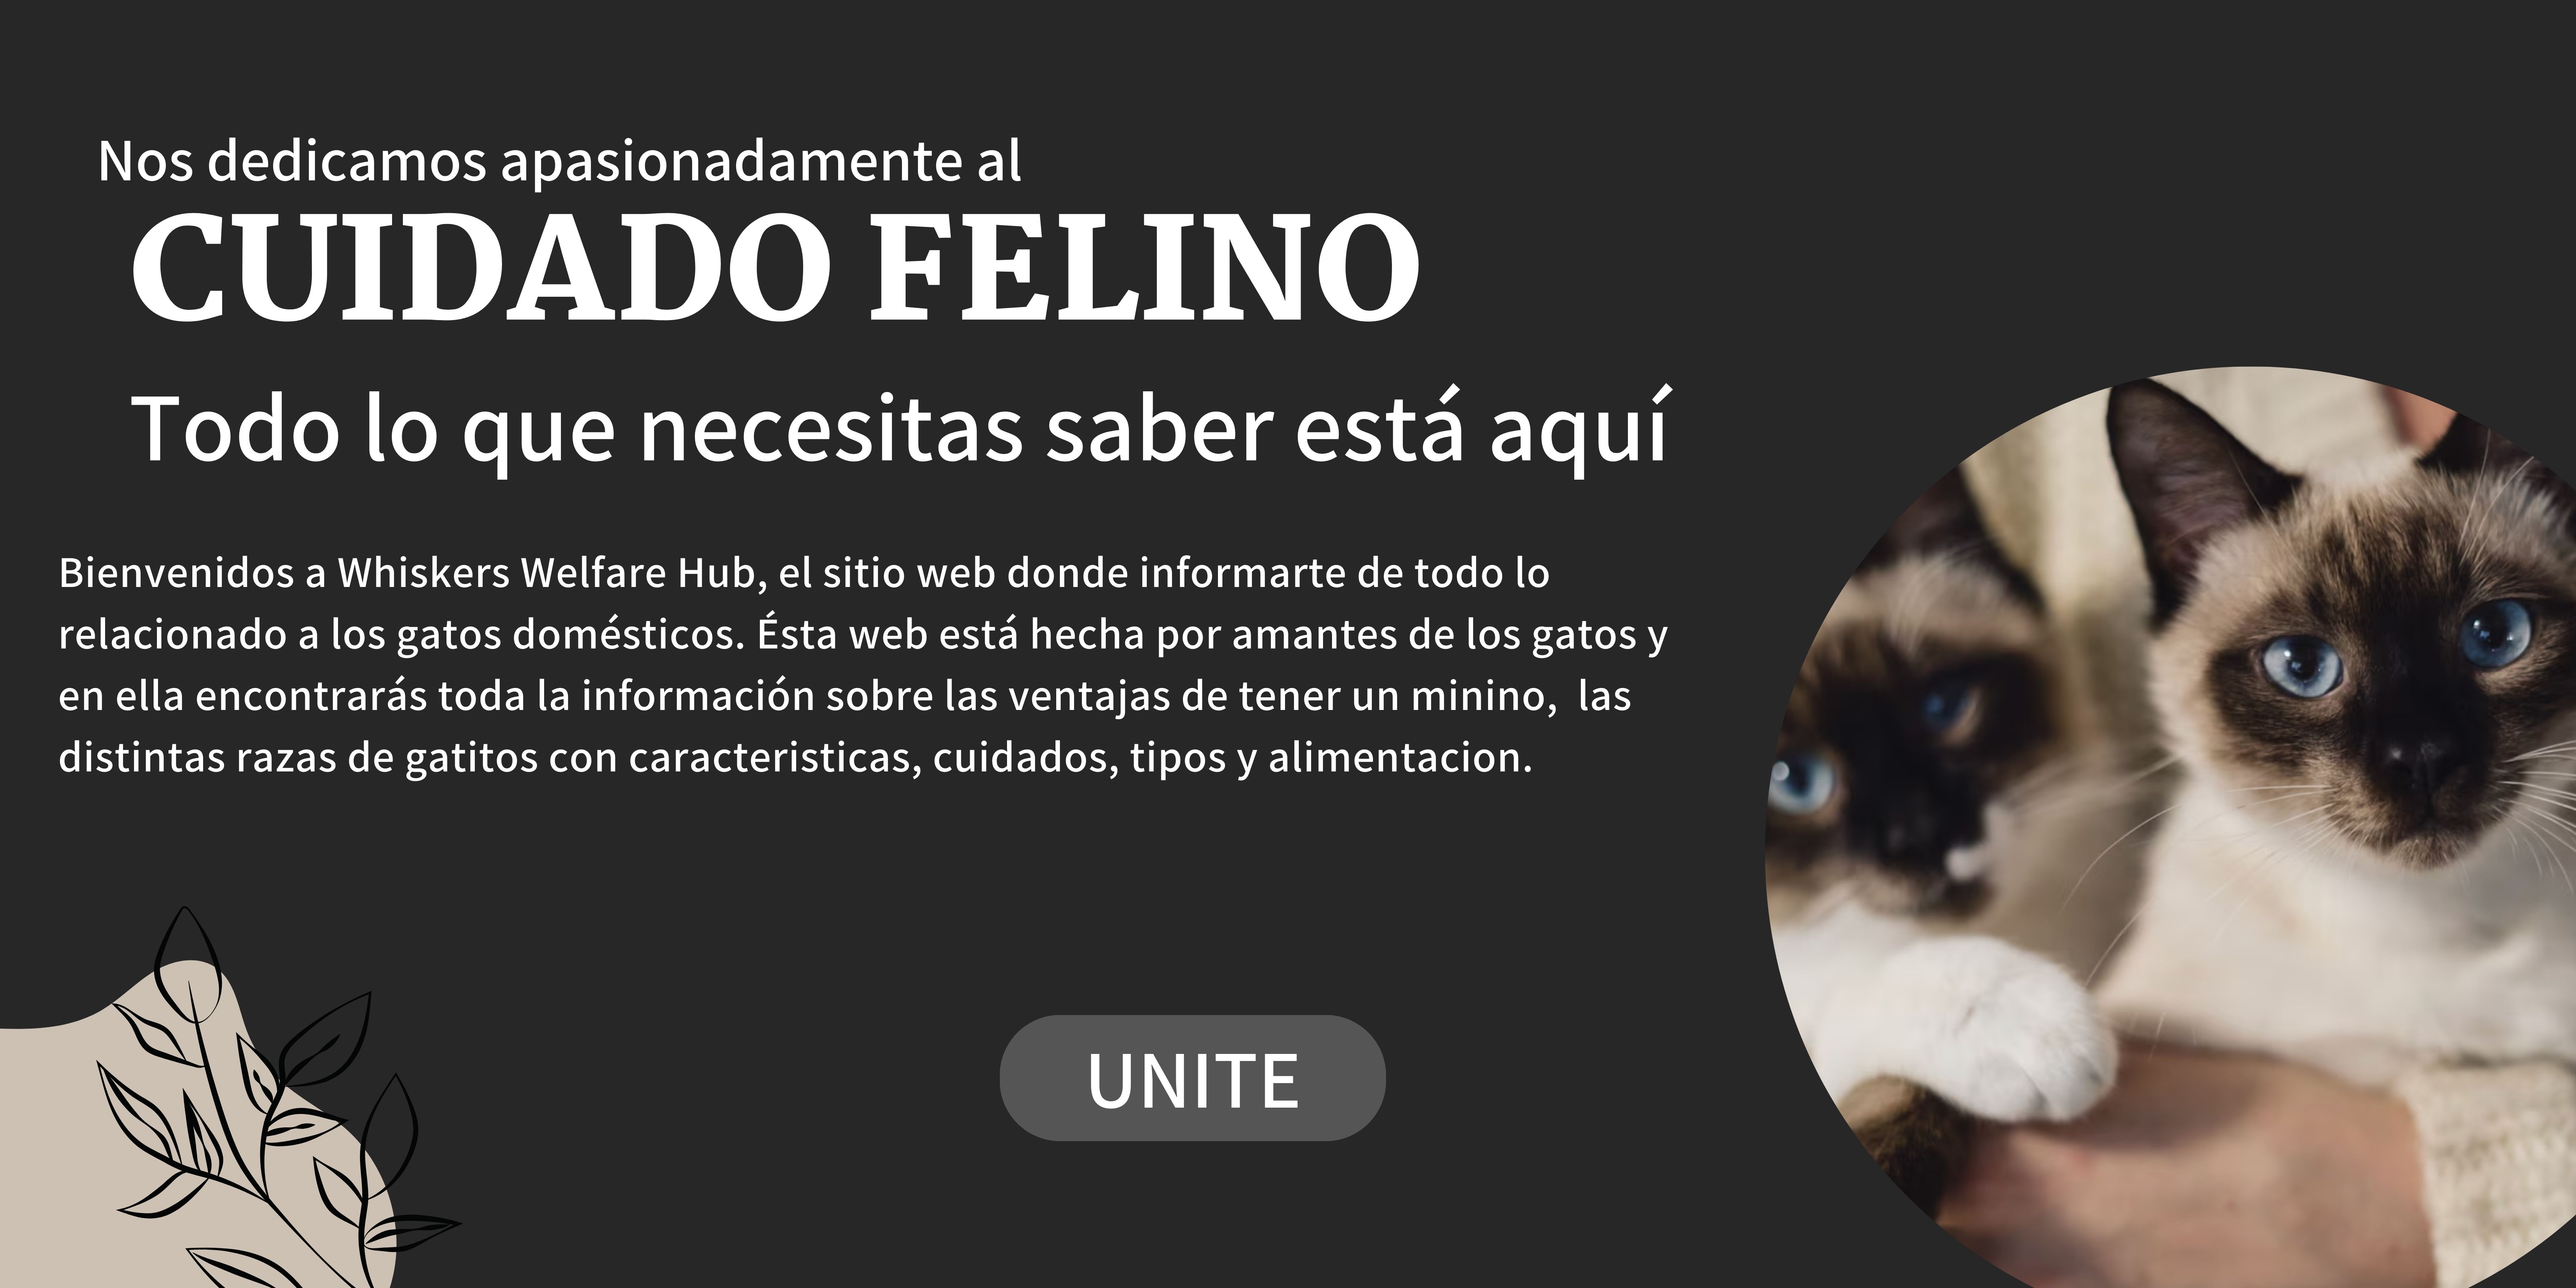 Nos dedicamos apasionadamente al
CUIDADO FELINO
Todo lo que necesitas saber está aquí
Bienvenidos a Whiskers Welfare Hub, el sitio web donde informarte de todo lo
relacionado a los gatos domésticos. Ésta web está hecha por amantes de los gatos y
en ella encontrarás toda la información sobre las ventajas de tener un minino,  las
distintas razas de gatitos con caracteristicas, cuidados, tipos y alimentacion.
UNITE